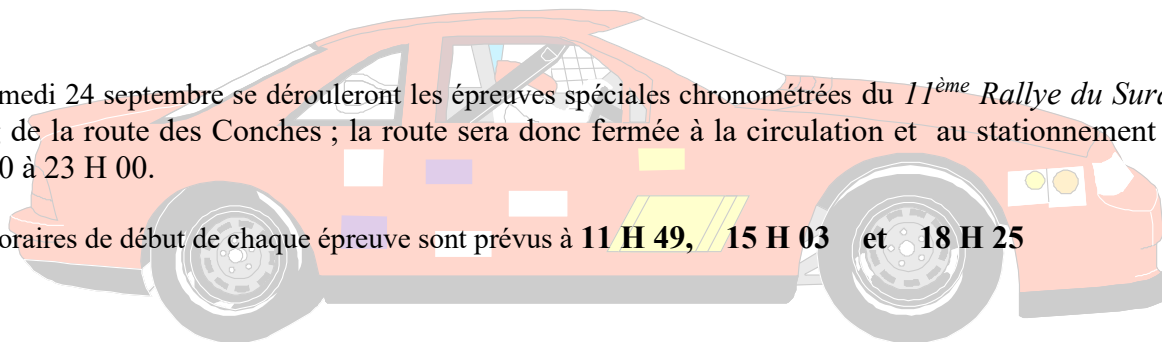 medi 24 septembre se dérouleront les épreuves spéciales chronométrées du 11ème Rallye du Sura
de la route des Conches ; la route sera donc fermée à la circulation et au stationnement
0 à 23 H 00.
oraires de début de chaque épreuve sont prévus à 11 H 49, 15 H 03 et 18 H 25